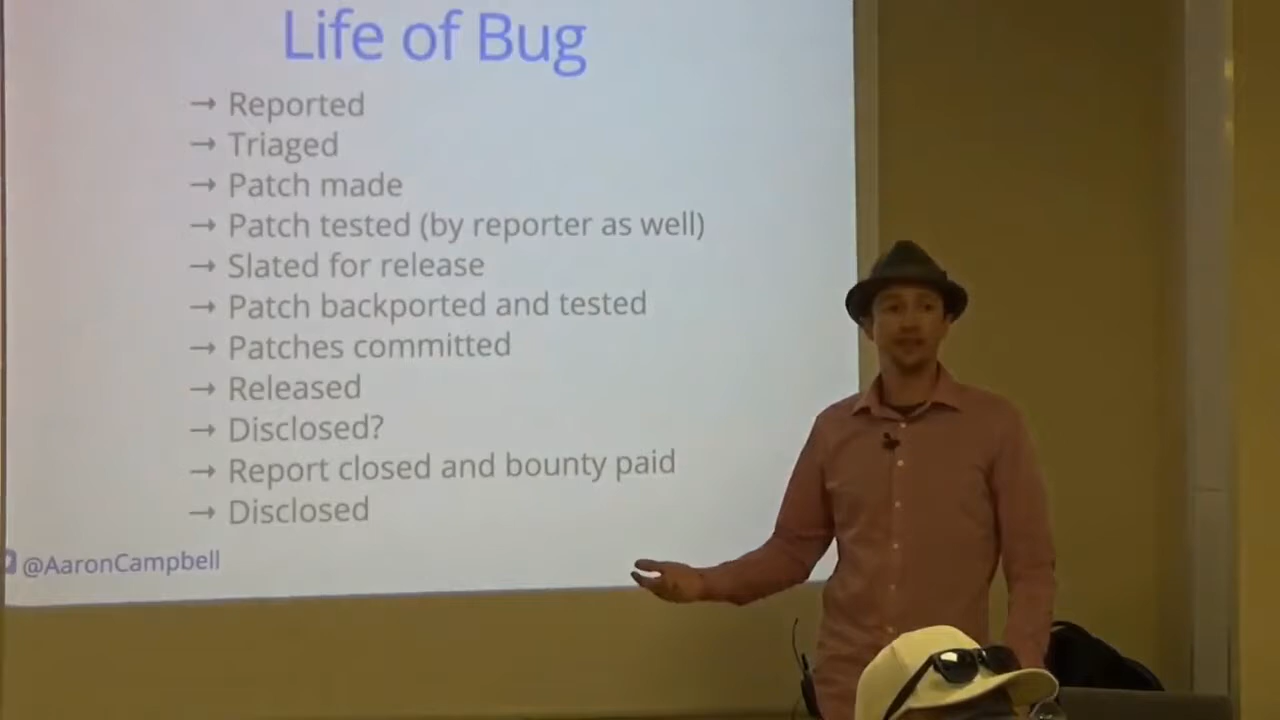 Life of Bug
→ Reported
→ Triaged
→ Patch made
→ Patch tested (by reporter as well)
→ Slated for release
→ Patch backported and tested
→ Patches committed
→ Released
→ Disclosed?
→ Report closed and bounty paid
→ Disclosed
@AaronCampbell